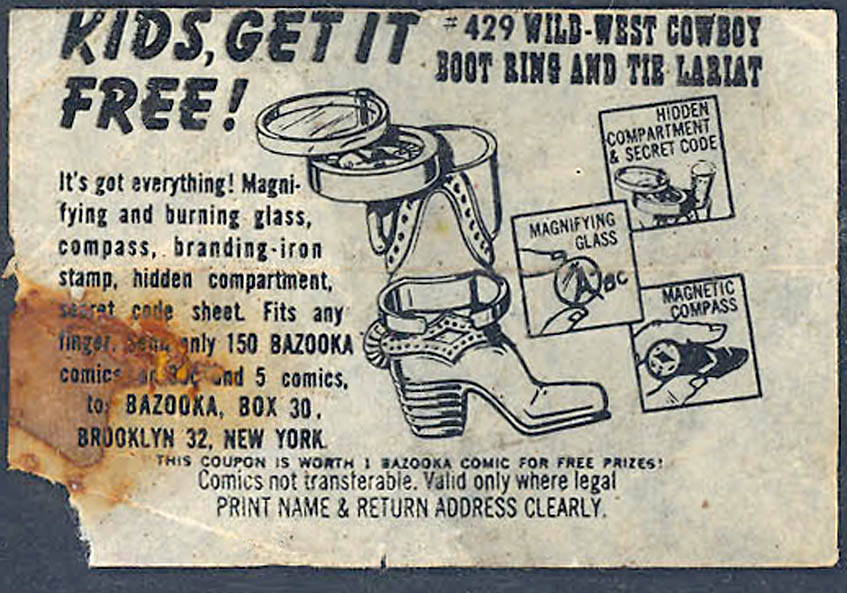 KIDS, GET IT
FREE!
#429 WILD-WEST COWBOY
BOOT RING AND TIE LARIAT
It's got everything! Magni-
fying and burning glass,
compass, branding-iron
stamp, hidden compartment,
secret code sheet. Fits any
finger. Send only 150 BAZOOKA
comics or and 5 comics,
to: BAZOOKA, BOX 30,
BROOKLYN 32, NEW YORK.
HIDDEN
COMPARTMENT
& SECRET CODE
MAGNIFYING
GLASS
ABC
MAGNETIC
COMPASS
THIS COUPON IS WORTH 1 BAZOOKA COMIC FOR FREE PRIZES!
Comics not transferable. Valid only where legal
PRINT NAME & RETURN ADDRESS CLEARLY.